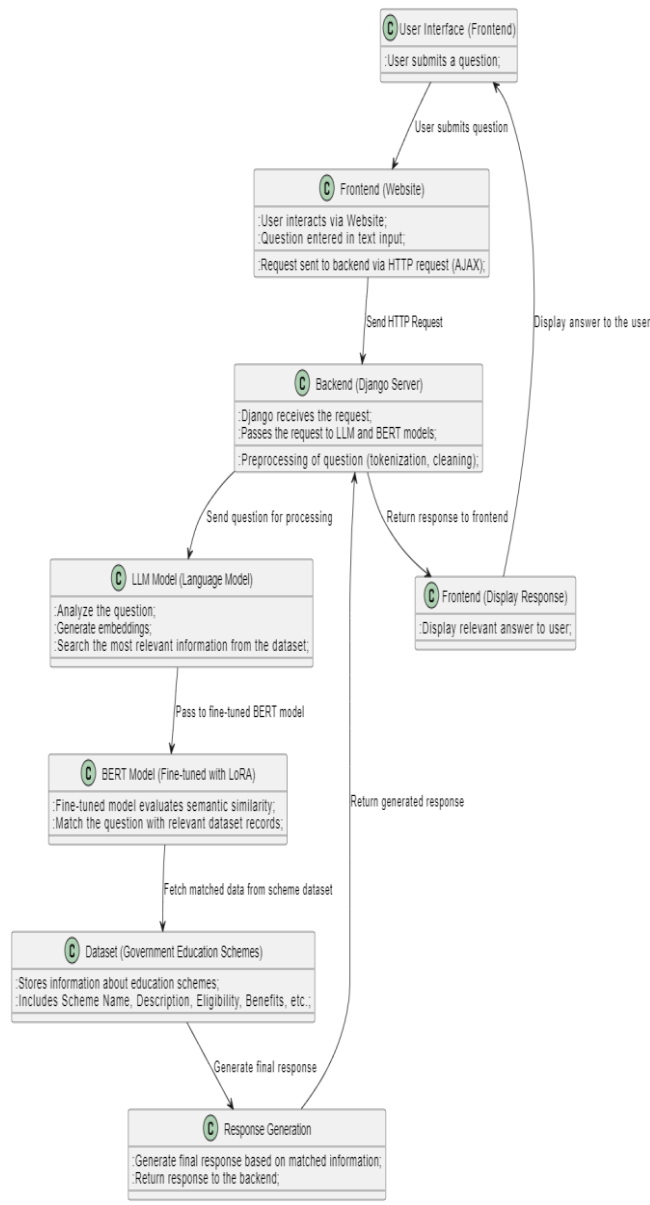 C User Interface (Frontend)
:User submits a question;
User submits question
C Frontend (Website)
:User interacts via Website;
:Question entered in text input;
:Request sent to backend via HTTP request (AJAX);
Send HTTP Request
Display answer to the user
C Backend (Django Server)
:Django receives the request;
:Passes the request to LLM and BERT models;
:Preprocessing of question (tokenization, cleaning);
Send question for processing
Return response to frontend
C LLM Model (Language Model)
:Analyze the question;
:Generate embeddings;
:Search the most relevant information from the dataset;
C Frontend (Display Response)
:Display relevant answer to user;
Pass to fine-tuned BERT model
C BERT Model (Fine-tuned with LoRA)
:Fine-tuned model evaluates semantic similarity;
:Match the question with relevant dataset records;
Return generated response
Fetch matched data from scheme dataset
C Dataset (Government Education Schemes)
:Stores information about education schemes;
:Includes Scheme Name, Description, Eligibility, Benefits, etc.;
Generate final response
C Response Generation
:Generate final response based on matched information;
:Return response to the backend;